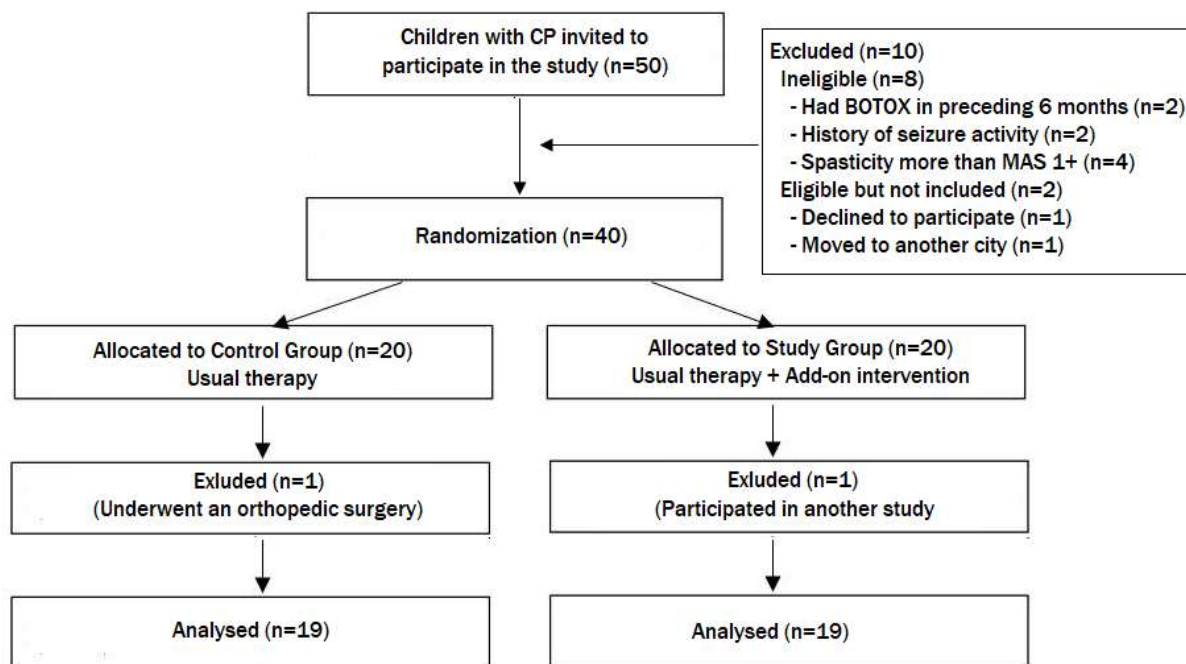 Children with CP invited to
participate in the study (n=50)
Excluded (n=10)
Ineligible (n=8)
- Had BOTOX in preceding 6 months (n=2)
- History of seizure activity (n=2)
- Spasticity more than MAS 1+ (n=4)
Eligible but not included (n=2)
- Declined to participate (n=1)
- Moved to another city (n=1)
Randomization (n=40)
Allocated to Control Group (n=20)
Usual therapy
Allocated to Study Group (n=20)
Usual therapy + Add-on intervention
Exluded (n=1)
(Underwent an orthopedic surgery)
Exluded (n=1)
(Participated in another study
Analysed (n=19)
Analysed (n=19)